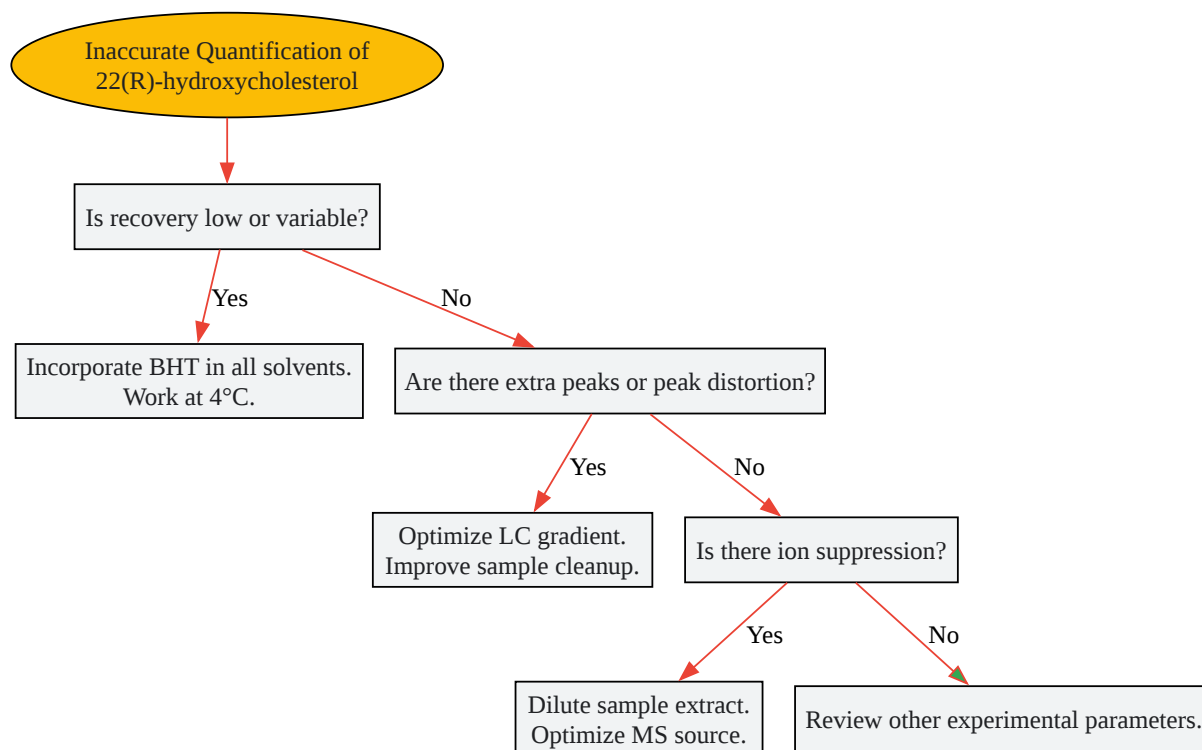 Inaccurate Quantification of
22(R)-hydroxycholesterol
Is recovery low or variable?
Yes
No
Incorporate BHT in all solvents.
Work at 4°C.
Are there extra peaks or peak distortion?
Yes
No
Optimize LC gradient.
Improve sample cleanup.
Is there ion suppression?
Yes
No
Dilute sample extract.
Optimize MS source.
Review other experimental parameters.